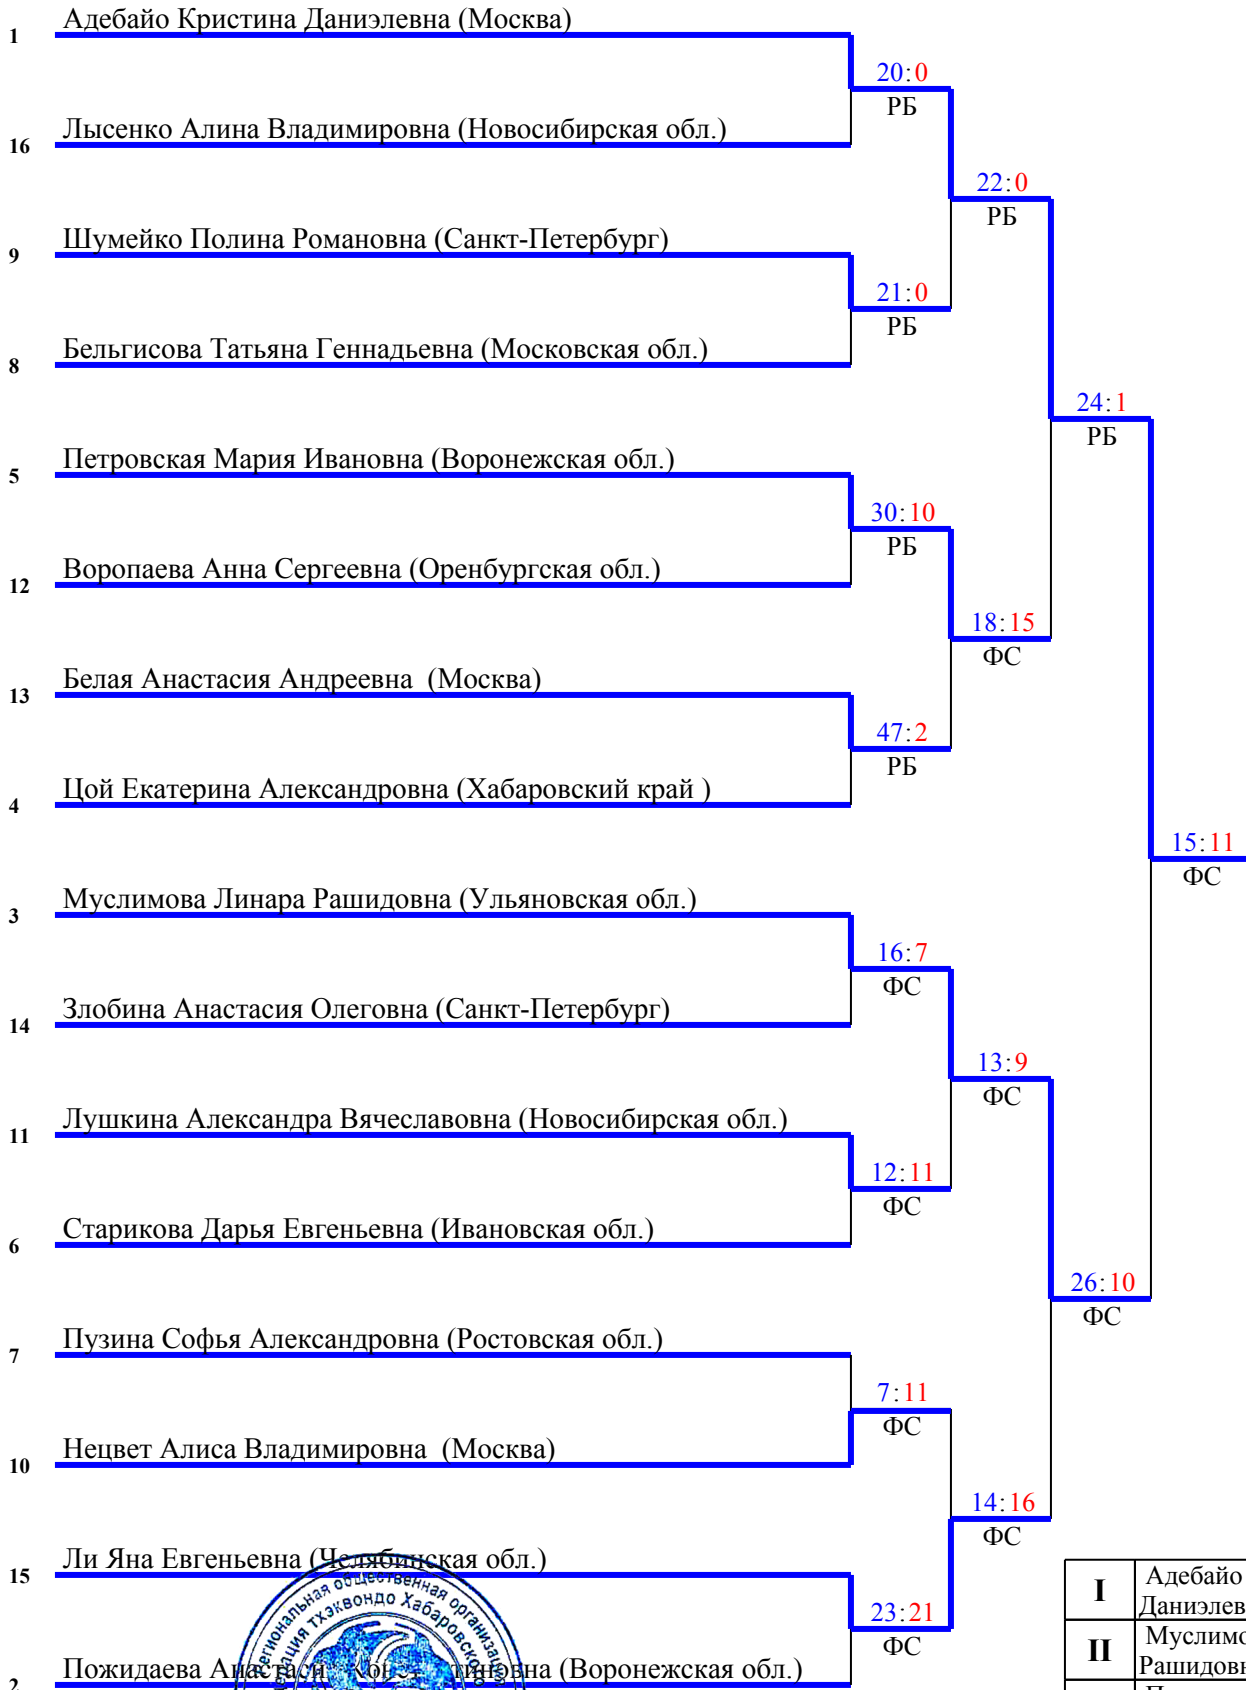 Адебайо Кристина Даниэлевна (Москва)
1
20:0
РБ
Лысенко Алина Владимировна (Новосибирская обл.)
16
22:0
РБ
Шумейко Полина Романовна (Санкт-Петербург)
9
21:0
РБ
Бельгисова Татьяна Геннадьевна (Московская обл.)
8
24:1
РБ
Петровская Мария Ивановна (Воронежская обл.)
5
30:10
РБ
Воропаева Анна Сергеевна (Оренбургская обл.)
12
18:15
ФС
Белая Анастасия Андреевна (Москва)
13
47:2
РБ
Цой Екатерина Александровна (Хабаровский край )
4
15:11
ФС
Муслимова Линара Рашидовна (Ульяновская обл.)
3
16:7
ФС
Злобина Анастасия Олеговна (Санкт-Петербург)
14
13:9
ФС
Лушкина Александра Вячеславовна (Новосибирская обл.)
11
12:11
ФС
Старикова Дарья Евгеньевна (Ивановская обл.)
6
26:10
ФС
Пузина Софья Александровна (Ростовская обл.)
7
7:11
ФС
Нецвет Алиса Владимировна (Москва)
10
14:16
ФС
Ли Яна Евгеньевна (Челябинская обл.)
15
23:21
ФС
Пожидаева Анастасия Константиновна (Воронежская обл.)
2
общественная организация
тхэквондо Хабаровского
I Адебайо
Даниэлев
II Муслимо
Рашидовн